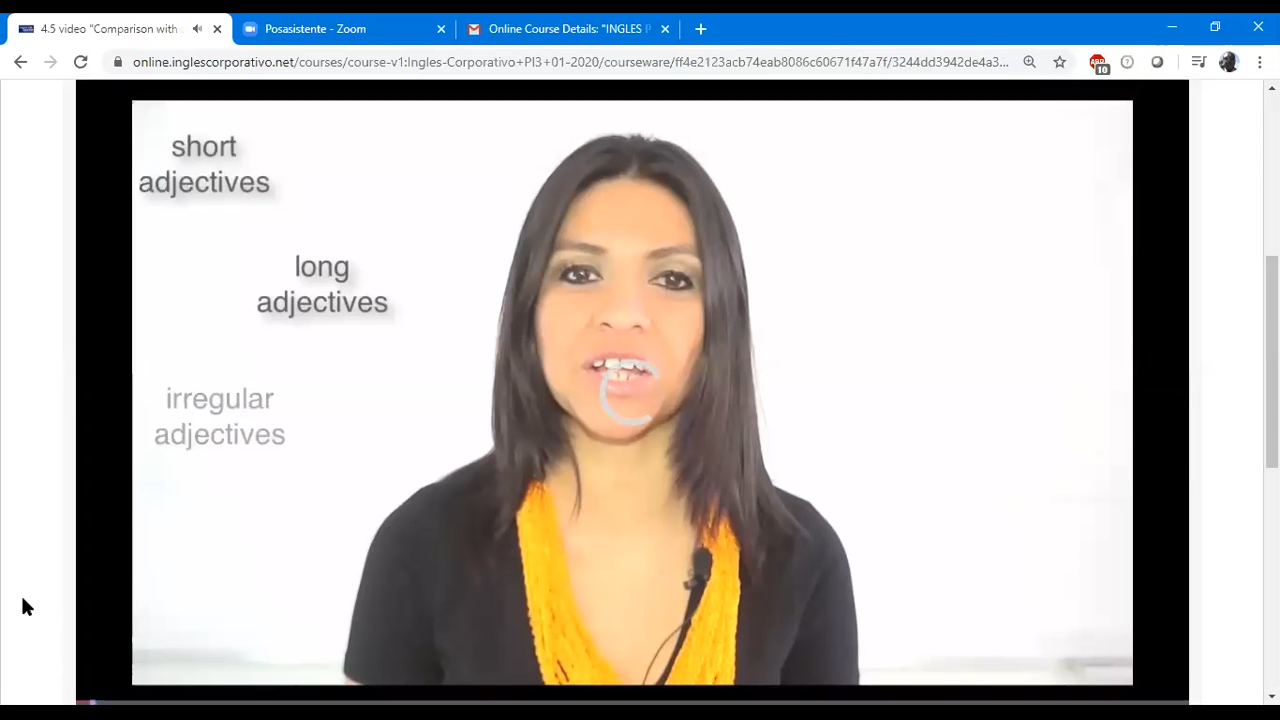 4.5 video "Comparison with
Posasistente - Zoom
Online Course Details: "INGLES P
online.inglescorporativo.net/courses/course-v1:Ingles-Corporativo+PI3+01-2020/courseware/ff4e2123acb74eab8086c60671f47a7f/3244dd3942de4a3...
10
short
adjectives
long
adjectives
irregular
adjectives